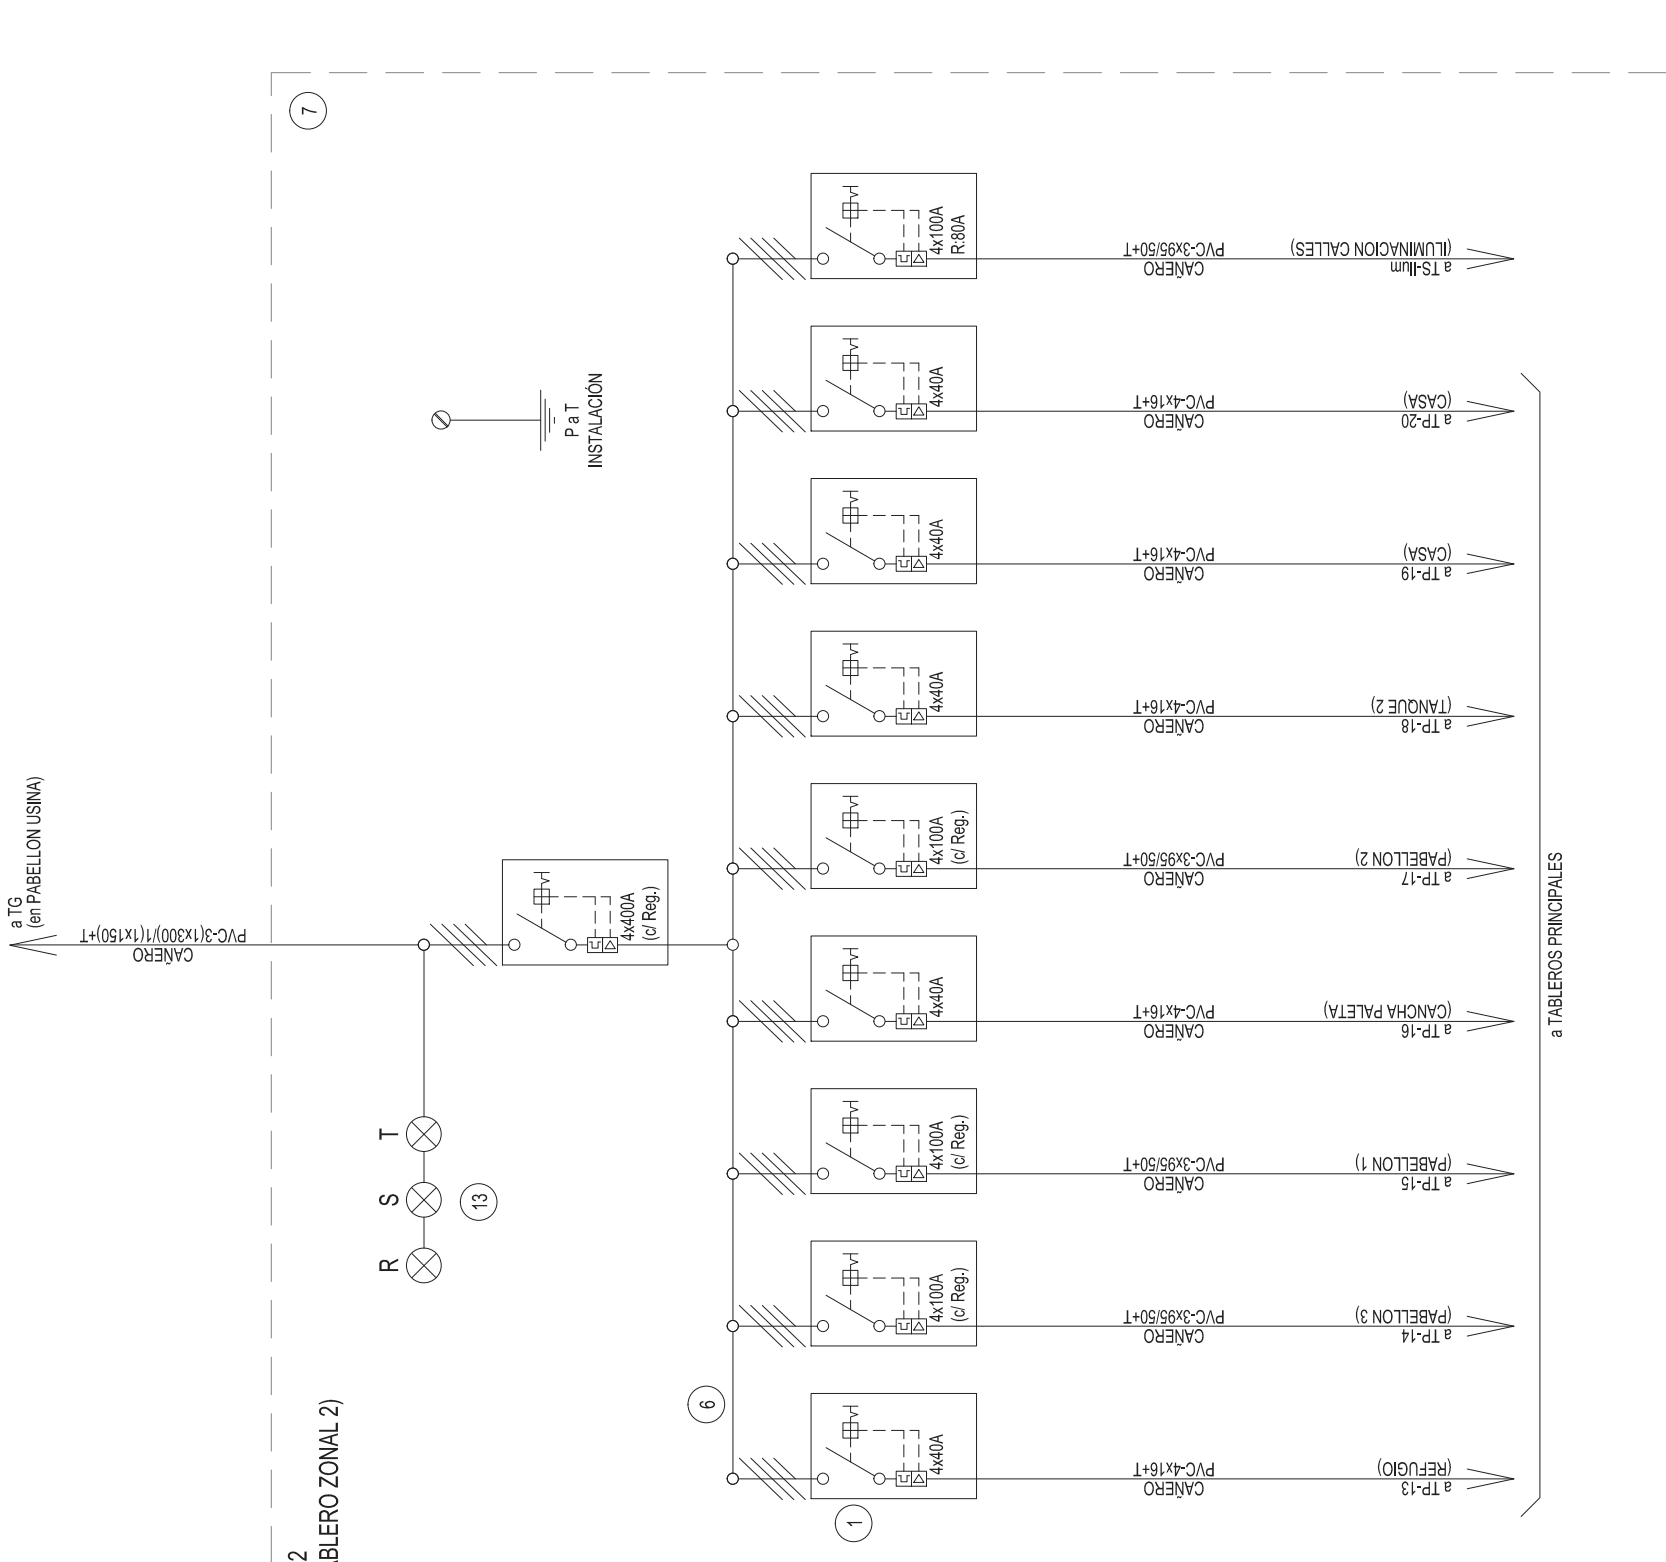 a TG
(en PABELLON USINA)
CAÑERO
PVC-3(1x300)/1(1x150)+T
7
2
ABLERO ZONAL 2)
R
S
T
13
P a T
INSTALACIÓN
4x400A
(c/ Reg.)
6
1
4x40A
CAÑERO
PVC-4x16+T
a TP-13
(REFUGIO)
4x100A
(c/ Reg.)
CAÑERO
PVC-3x95/50+T
a TP-14
(PABELLON 3)
4x100A
(c/ Reg.)
CAÑERO
PVC-3x95/50+T
a TP-15
(PABELLON 1)
4x40A
CAÑERO
PVC-4x16+T
a TP-16
(CANCHA PALETA)
4x100A
(c/ Reg.)
CAÑERO
PVC-3x95/50+T
a TP-17
(PABELLON 2)
4x40A
CAÑERO
PVC-4x16+T
a TP-18
(TANQUE 2)
4x40A
CAÑERO
PVC-4x16+T
a TP-19
(CASA)
4x40A
CAÑERO
PVC-4x16+T
a TP-20
(CASA)
4x100A
R:80A
CAÑERO
PVC-3x95/50+T
a TS-Ilum
(ILUMINACION CALLES)
a TABLEROS PRINCIPALES